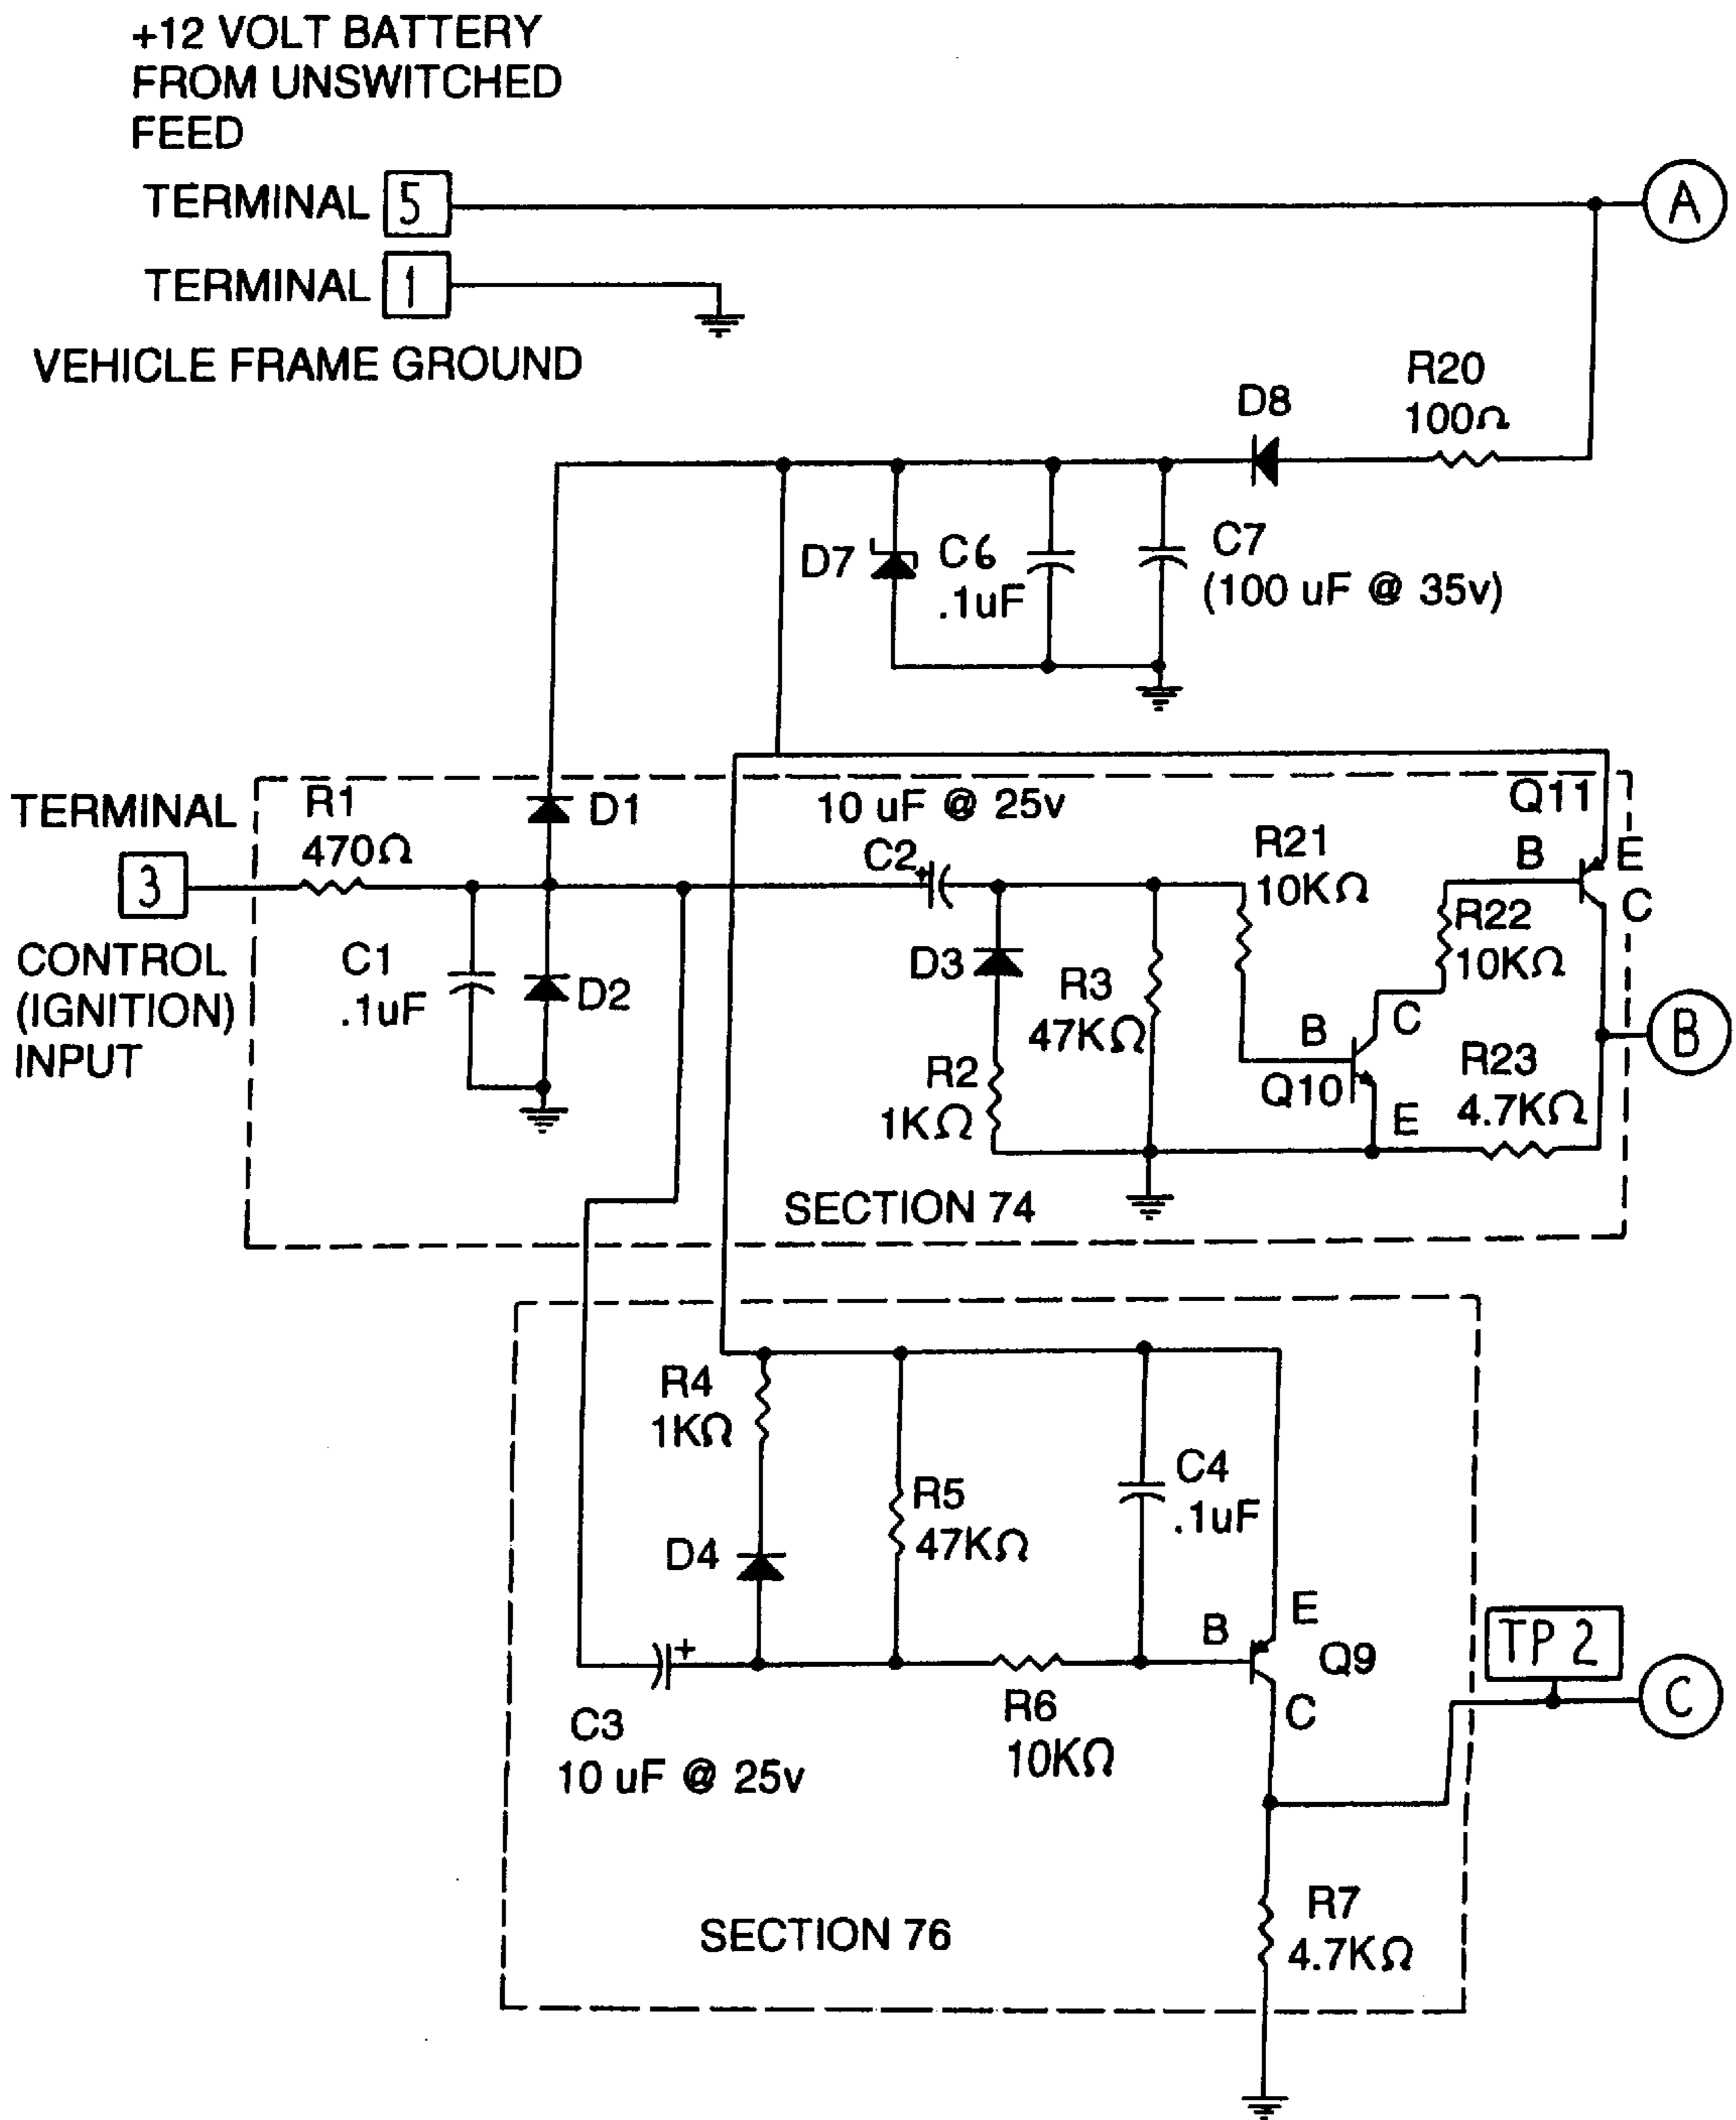 +12 VOLT BATTERY
FROM UNSWITCHED
FEED
TERMINAL 5
A
TERMINAL 1
VEHICLE FRAME GROUND
R20
100Ω
D8
D7
C6
.1uF
C7
(100 uF @ 35v)
TERMINAL
3
CONTROL
(IGNITION)
INPUT
R1
470Ω
D1
10 uF @ 25v
C2
+
R21
10KΩ
Q11
B
E
C
R22
10KΩ
C1
.1uF
D2
D3
R3
47KΩ
R2
1KΩ
B
C
Q10
E
R23
4.7KΩ
B
SECTION 74
R4
1KΩ
D4
R5
47KΩ
C4
.1uF
+
C3
10 uF @ 25v
R6
10KΩ
B
E
Q9
C
TP 2
C
R7
4.7KΩ
SECTION 76